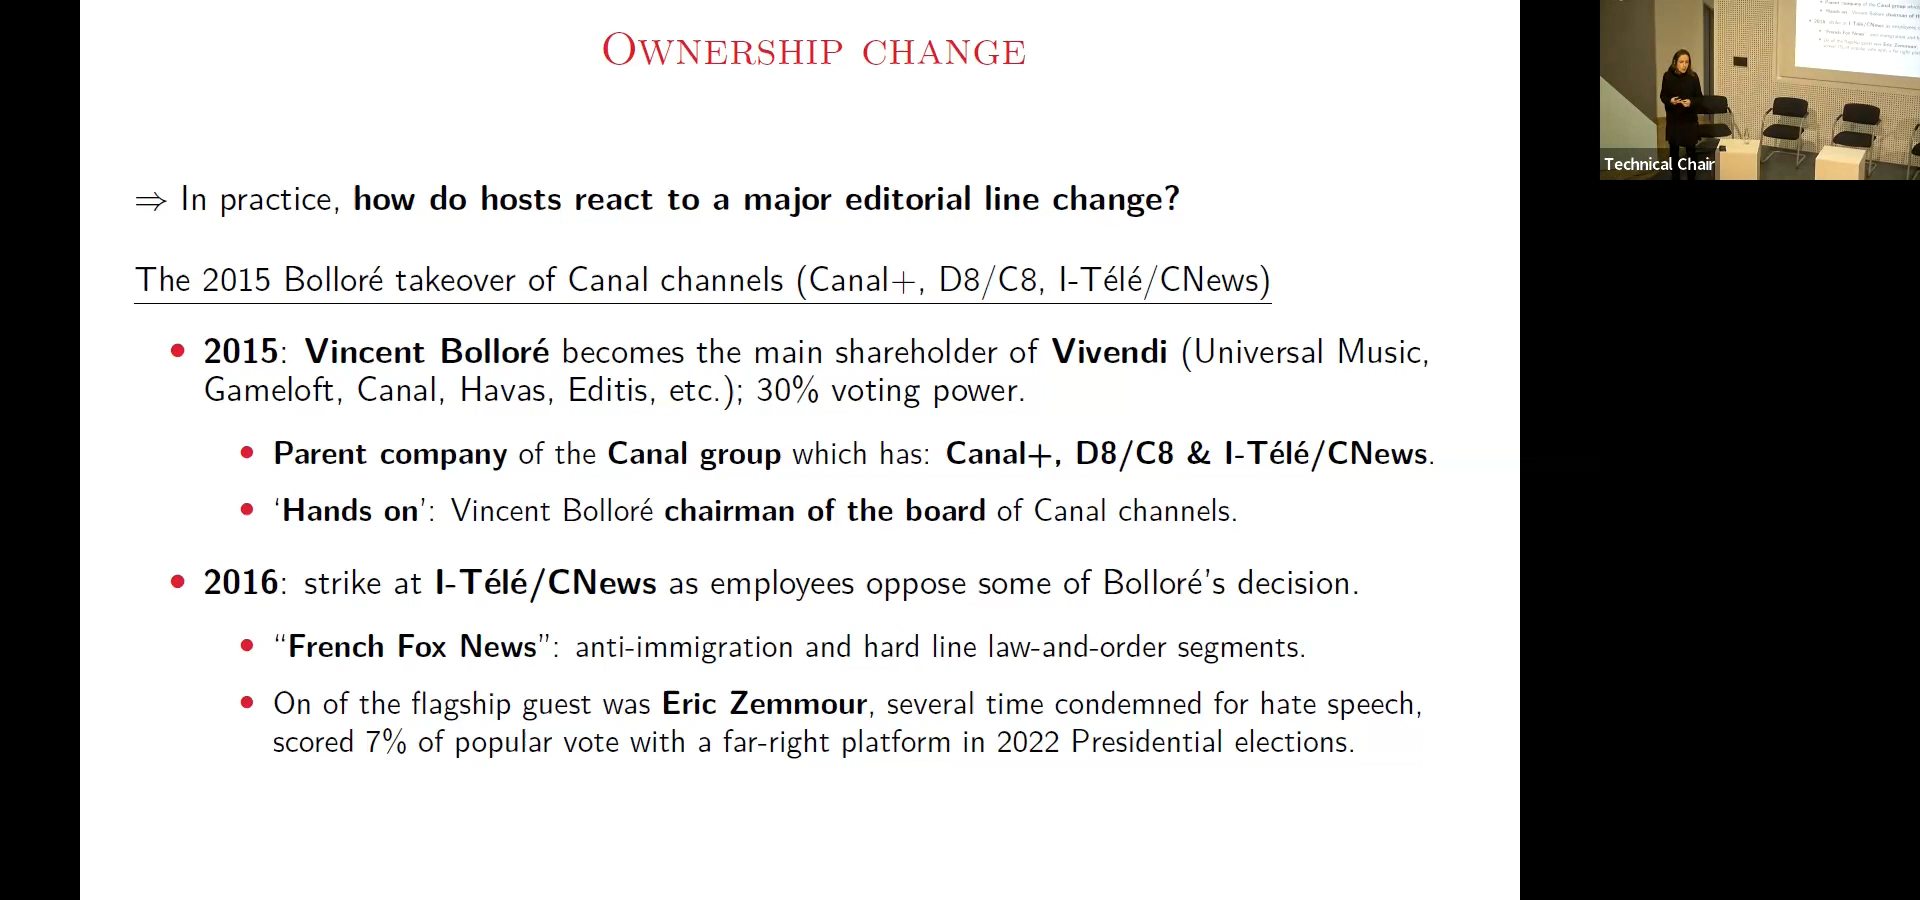 OWNERSHIP CHANGE
⇒ In practice, how do hosts react to a major editorial line change?
The 2015 Bolloré takeover of Canal channels (Canal+, D8/C8, I-Télé/CNews)
• 2015: Vincent Bolloré becomes the main shareholder of Vivendi (Universal Music,
Gameloft, Canal, Havas, Editis, etc.); 30% voting power.
• Parent company of the Canal group which has: Canal+, D8/C8 & I-Télé/CNews.
• ‘Hands on’: Vincent Bolloré chairman of the board of Canal channels.
• 2016: strike at I-Télé/CNews as employees oppose some of Bolloré’s decision.
• “French Fox News”: anti-immigration and hard line law-and-order segments.
• On of the flagship guest was Eric Zemmour, several time condemned for hate speech,
scored 7% of popular vote with a far-right platform in 2022 Presidential elections.
Technical Chair